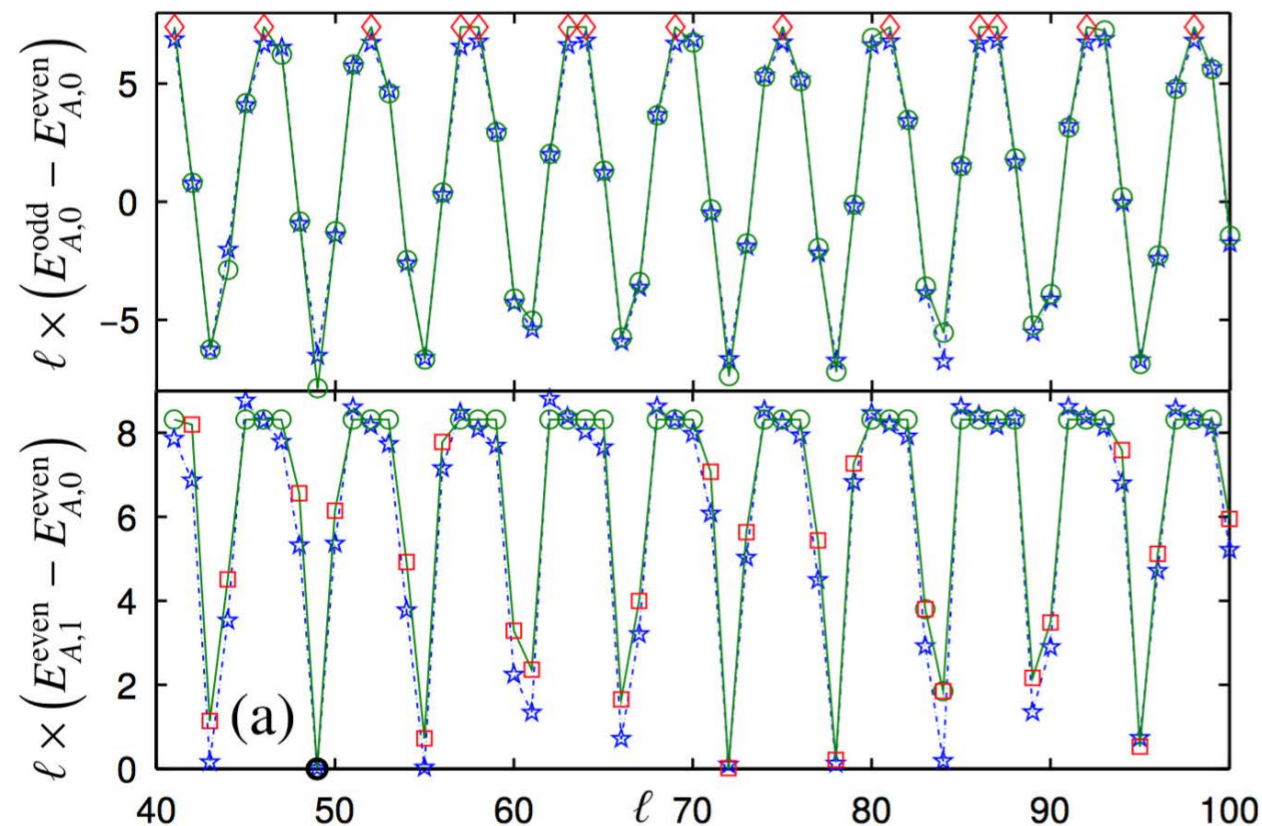 ℓ × (E^odd_A,0 − E^even_A,0)
5
0
−5
ℓ × (E^even_A,1 − E^even_A,0)
8
6
4
2
0
(a)
40 50 60 ℓ 70 80 90 100